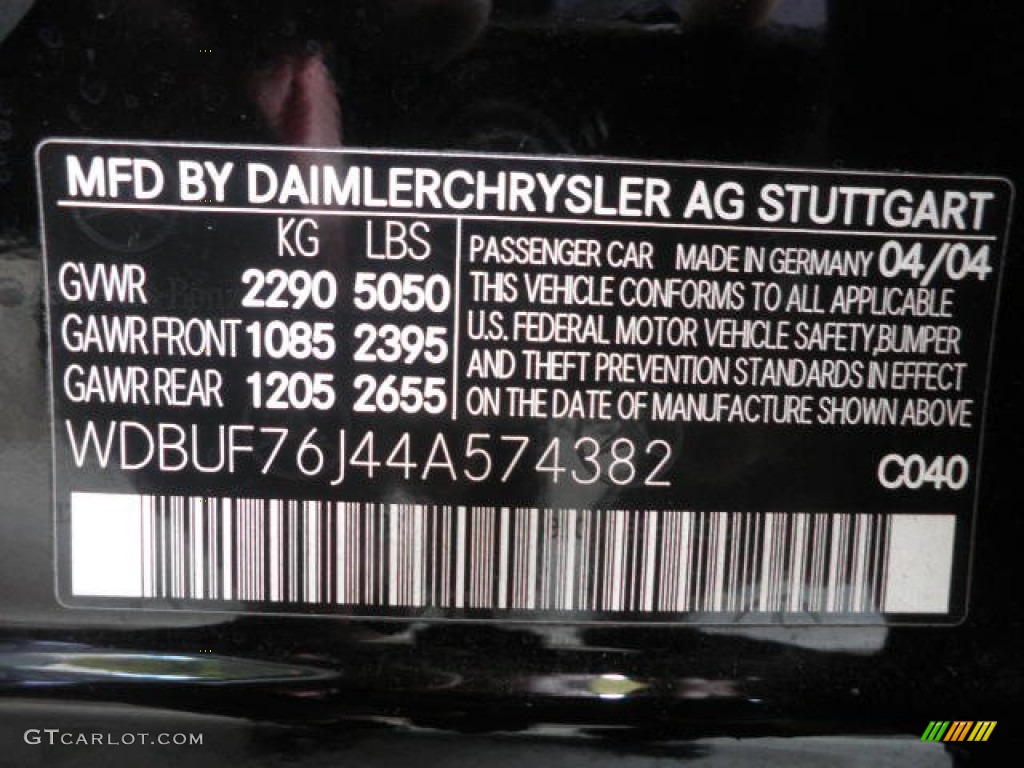 MFD BY DAIMLERCHRYSLER AG STUTTGART
KG LBS
GVWR 2290 5050
GAWR FRONT 1085 2395
GAWR REAR 1205 2655
PASSENGER CAR MADE IN GERMANY 04/04
THIS VEHICLE CONFORMS TO ALL APPLICABLE
U.S. FEDERAL MOTOR VEHICLE SAFETY,BUMPER
AND THEFT PREVENTION STANDARDS IN EFFECT
ON THE DATE OF MANUFACTURE SHOWN ABOVE
WDBUF76J44A574382 C040
GTCARLOT.COM